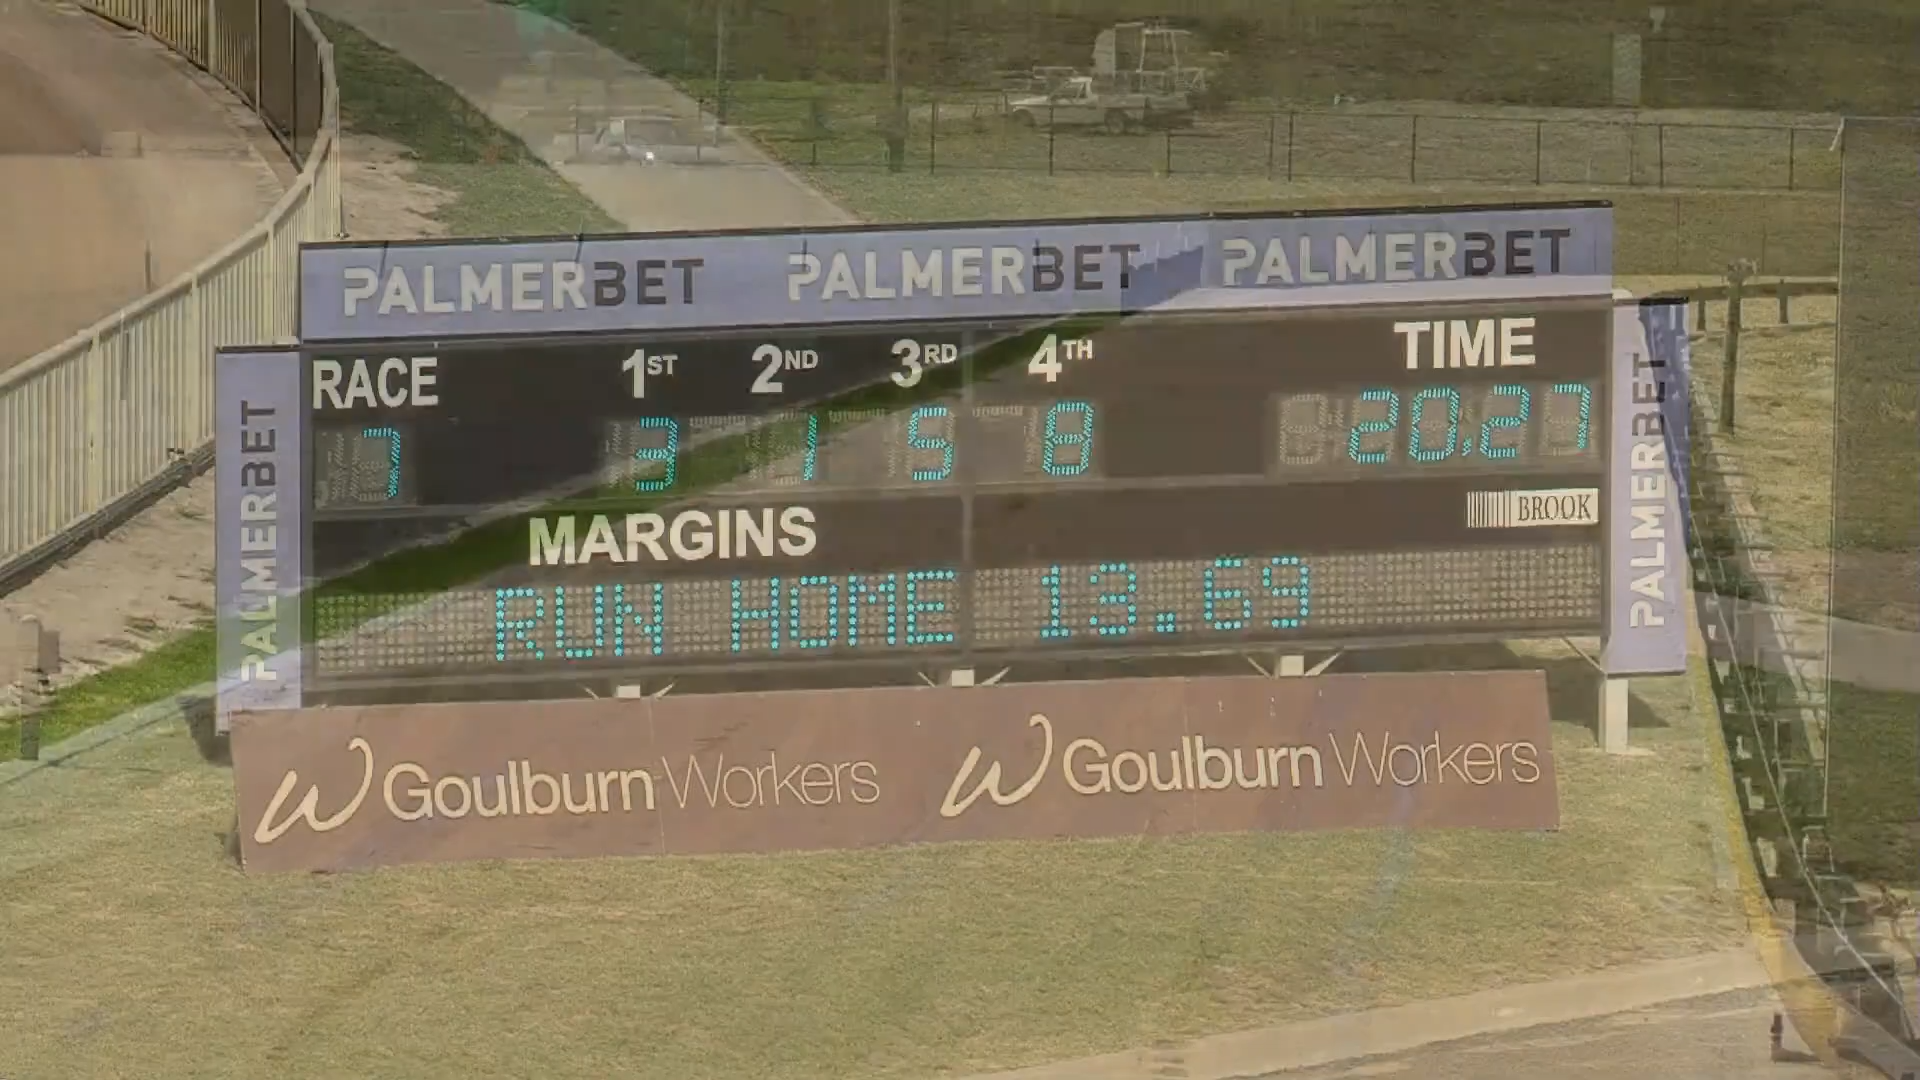 PALMERBET PALMERBET PALMERBET
RACE 1ST 2ND 3RD 4TH TIME
7 3 1 5 8 20.27
MARGINS BROOK
RUN HOME 13.69
PALMERBET
PALMERBET
Goulburn Workers Goulburn Workers